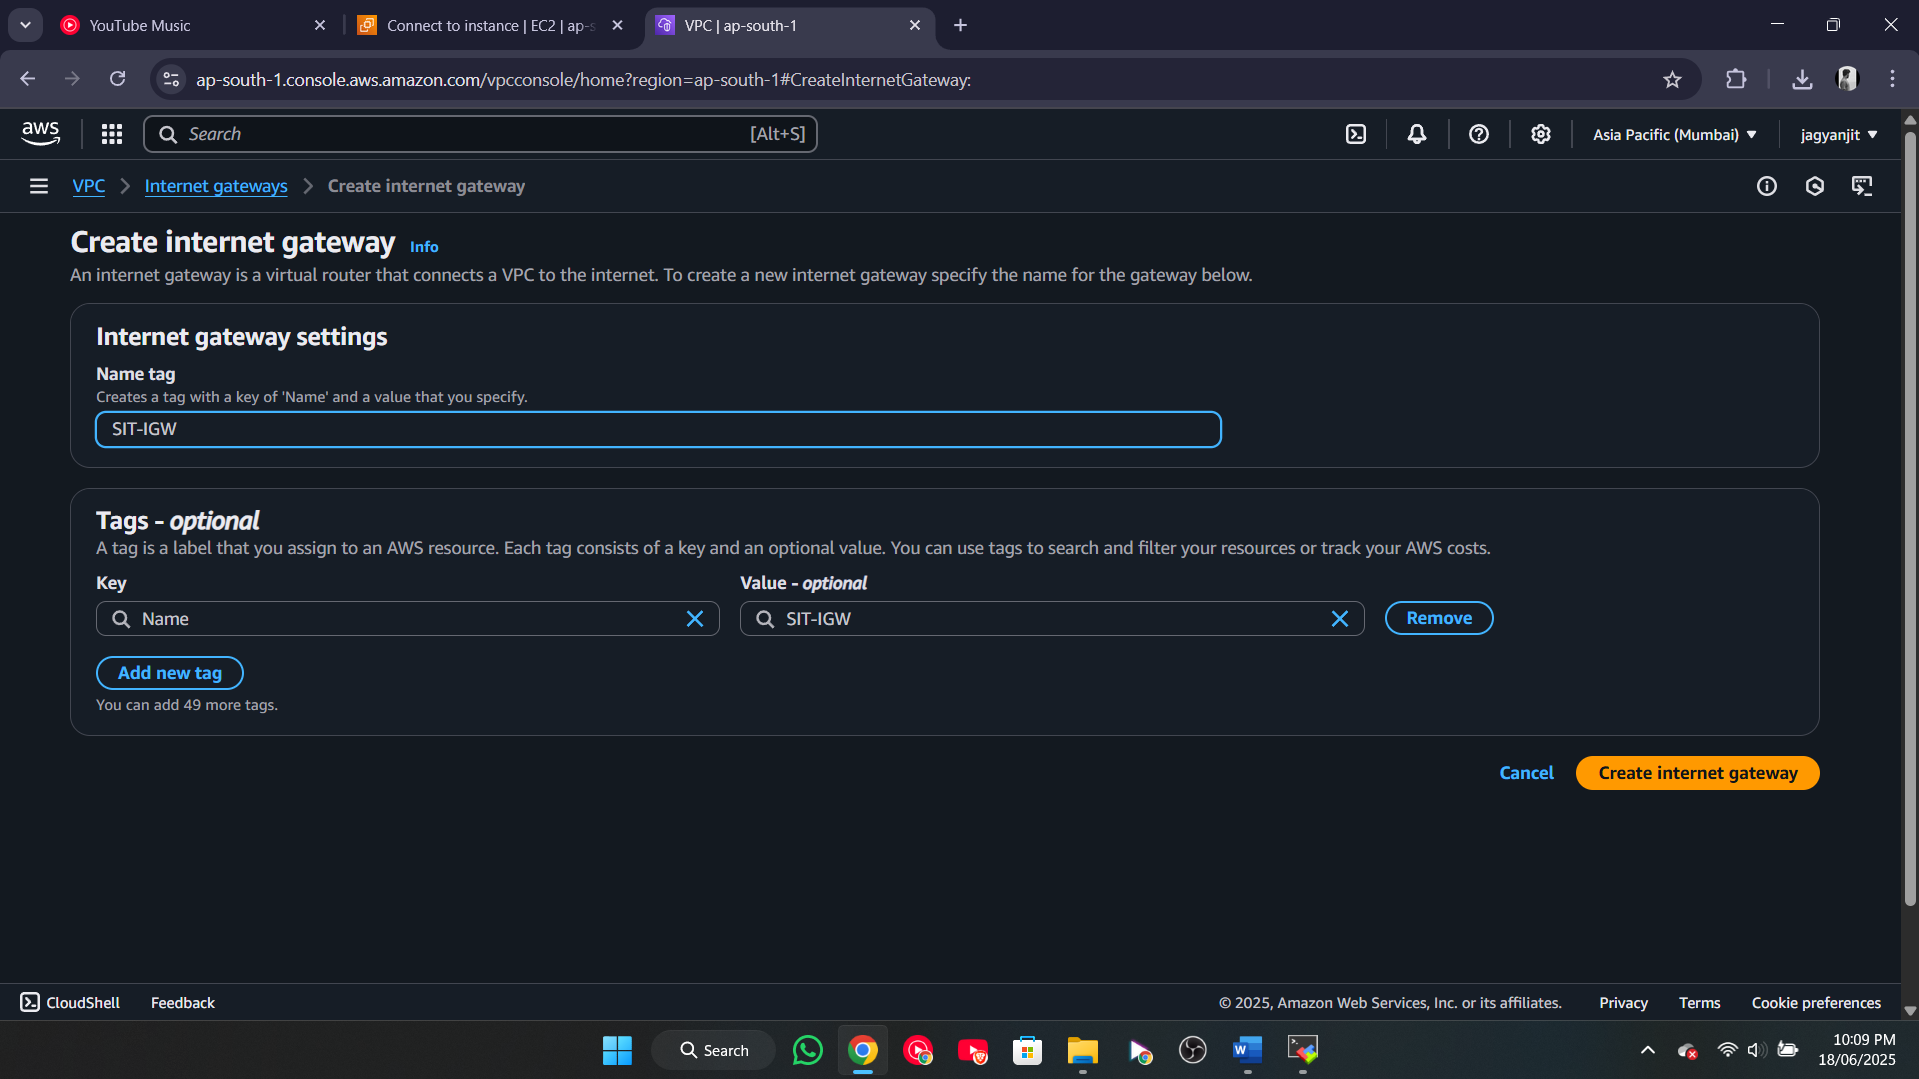 YouTube Music
Connect to instance | EC2 | ap-s
VPC | ap-south-1
ap-south-1.console.aws.amazon.com/vpcconsole/home?region=ap-south-1#CreateInternetGateway:
aws
Search
[Alt+S]
Asia Pacific (Mumbai)
jagyanjit
VPC
Internet gateways
Create internet gateway
Create internet gateway Info
An internet gateway is a virtual router that connects a VPC to the internet. To create a new internet gateway specify the name for the gateway below.
Internet gateway settings
Name tag
Creates a tag with a key of 'Name' and a value that you specify.
SIT-IGW
Tags - optional
A tag is a label that you assign to an AWS resource. Each tag consists of a key and an optional value. You can use tags to search and filter your resources or track your AWS costs.
Key
Value - optional
Name
SIT-IGW
Remove
Add new tag
You can add 49 more tags.
Cancel
Create internet gateway
CloudShell
Feedback
© 2025, Amazon Web Services, Inc. or its affiliates.
Privacy
Terms
Cookie preferences
Search
10:09 PM
18/06/2025